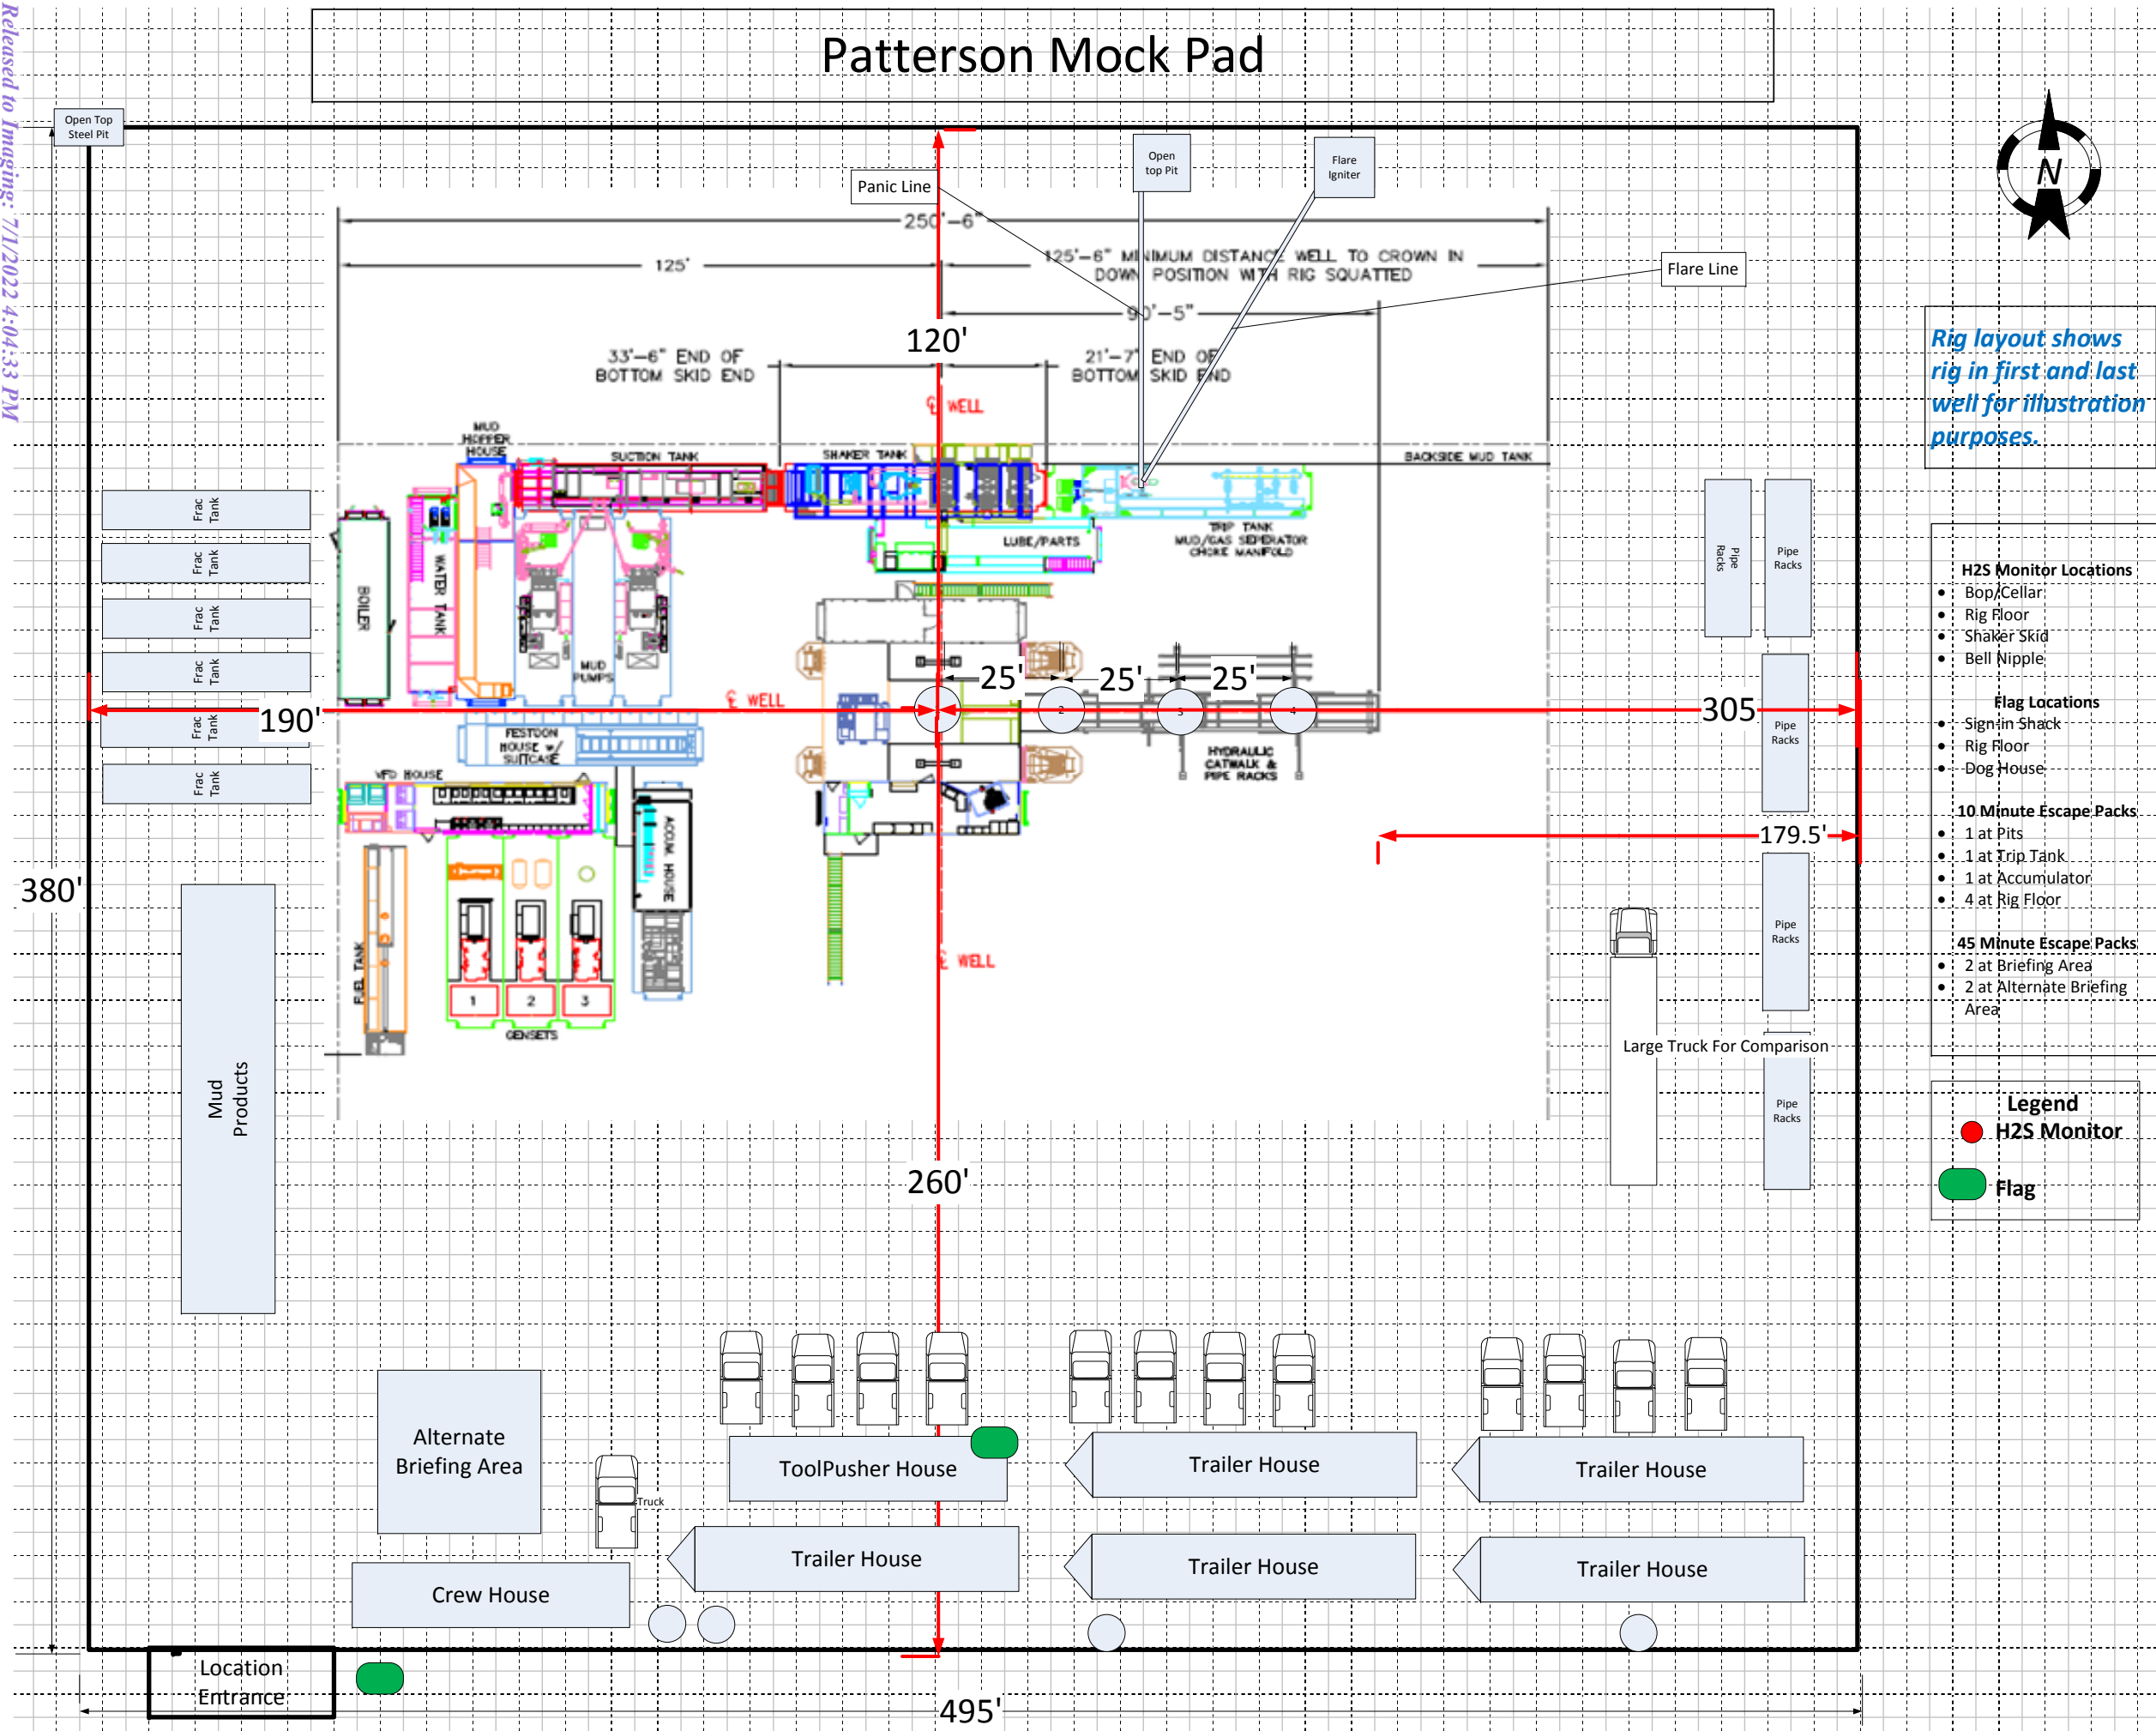 Released to Imaging: 7/1/2022 4:04:33 PM
Patterson Mock Pad
Open Top
Steel Pit
Panic Line
Open
top Pit
Flare
Igniter
N
Flare Line
250'-6"
125'
125'-6" MINIMUM DISTANCE WELL TO CROWN IN
DOWN POSITION WITH RIG SQUATTED
90'-5"
120'
33'-6" END OF
BOTTOM SKID END
21'-7" END OF
BOTTOM SKID END
℄ WELL
Rig layout shows
rig in first and last
well for illustration
purposes.
MUD
HOPPER
HOUSE
SUCTION TANK
SHAKER TANK
BACKSIDE MUD TANK
TRIP TANK
MUD/GAS SEPERATOR
CHOKE MANIFOLD
LUBE/PARTS
BOILER
WATER TANK
MUD
PUMPS
Frac
Tank
Frac
Tank
Frac
Tank
Frac
Tank
Frac
Tank
Frac
Tank
190'
℄ WELL
25'
25'
25'
2
3
4
305
Pipe
Racks
Pipe
Racks
Pipe
Racks
Pipe
Racks
Pipe
Racks
179.5'
FESTOON
HOUSE w/
SUITCASE
HYDRAULIC
CATWALK &
PIPE RACKS
VFD HOUSE
ACCUM. HOUSE
FUEL TANK
1
2
3
GENSETS
℄ WELL
380'
Mud
Products
Large Truck For Comparison
260'
H2S Monitor Locations
• Bop/Cellar
• Rig Floor
• Shaker Skid
• Bell Nipple
Flag Locations
• Sign-in Shack
• Rig Floor
• Dog House
10 Minute Escape Packs
• 1 at Pits
• 1 at Trip Tank
• 1 at Accumulator
• 4 at Rig Floor
45 Minute Escape Packs
• 2 at Briefing Area
• 2 at Alternate Briefing
Area
Legend
H2S Monitor
Flag
Alternate
Briefing Area
Truck
ToolPusher House
Trailer House
Trailer House
Trailer House
Trailer House
Trailer House
Crew House
Location
Entrance
495'